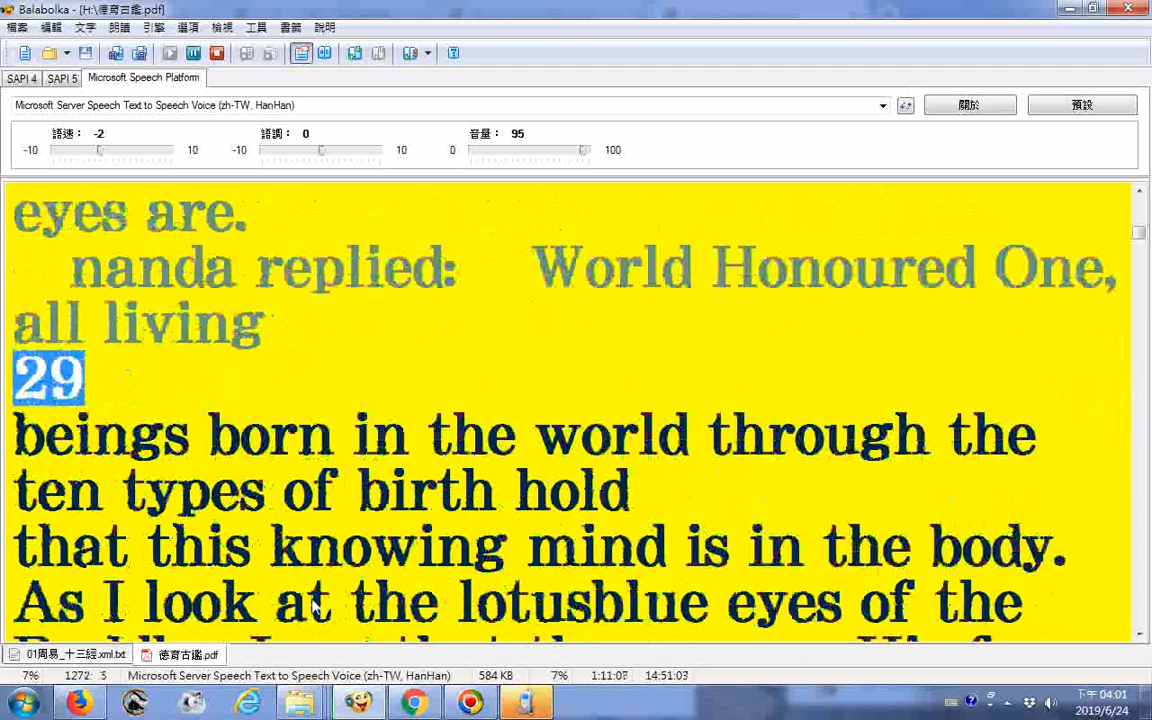 Balabolka - [H:\德育古鑑.pdf]
檔案 編輯 文字 朗讀 引擎 選項 檢視 工具 書籤 說明
SAPI 4 SAPI 5 Microsoft Speech Platform
Microsoft Server Speech Text to Speech Voice (zh-TW, HanHan)
關於 預設
語速： -2 語調： 0 音量： 95
-10 10 -10 10 0 100
eyes are.
nanda replied: World Honoured One,
all living
29
beings born in the world through the
ten types of birth hold
that this knowing mind is in the body.
As I look at the lotusblue eyes of the
01周易_十三經.xml.txt 德育古鑑.pdf
7% 1272: 3 Microsoft Server Speech Text to Speech Voice (zh-TW, HanHan) 584 KB 7% 1:11:07 14:51:03
下午 04:01
2019/6/24